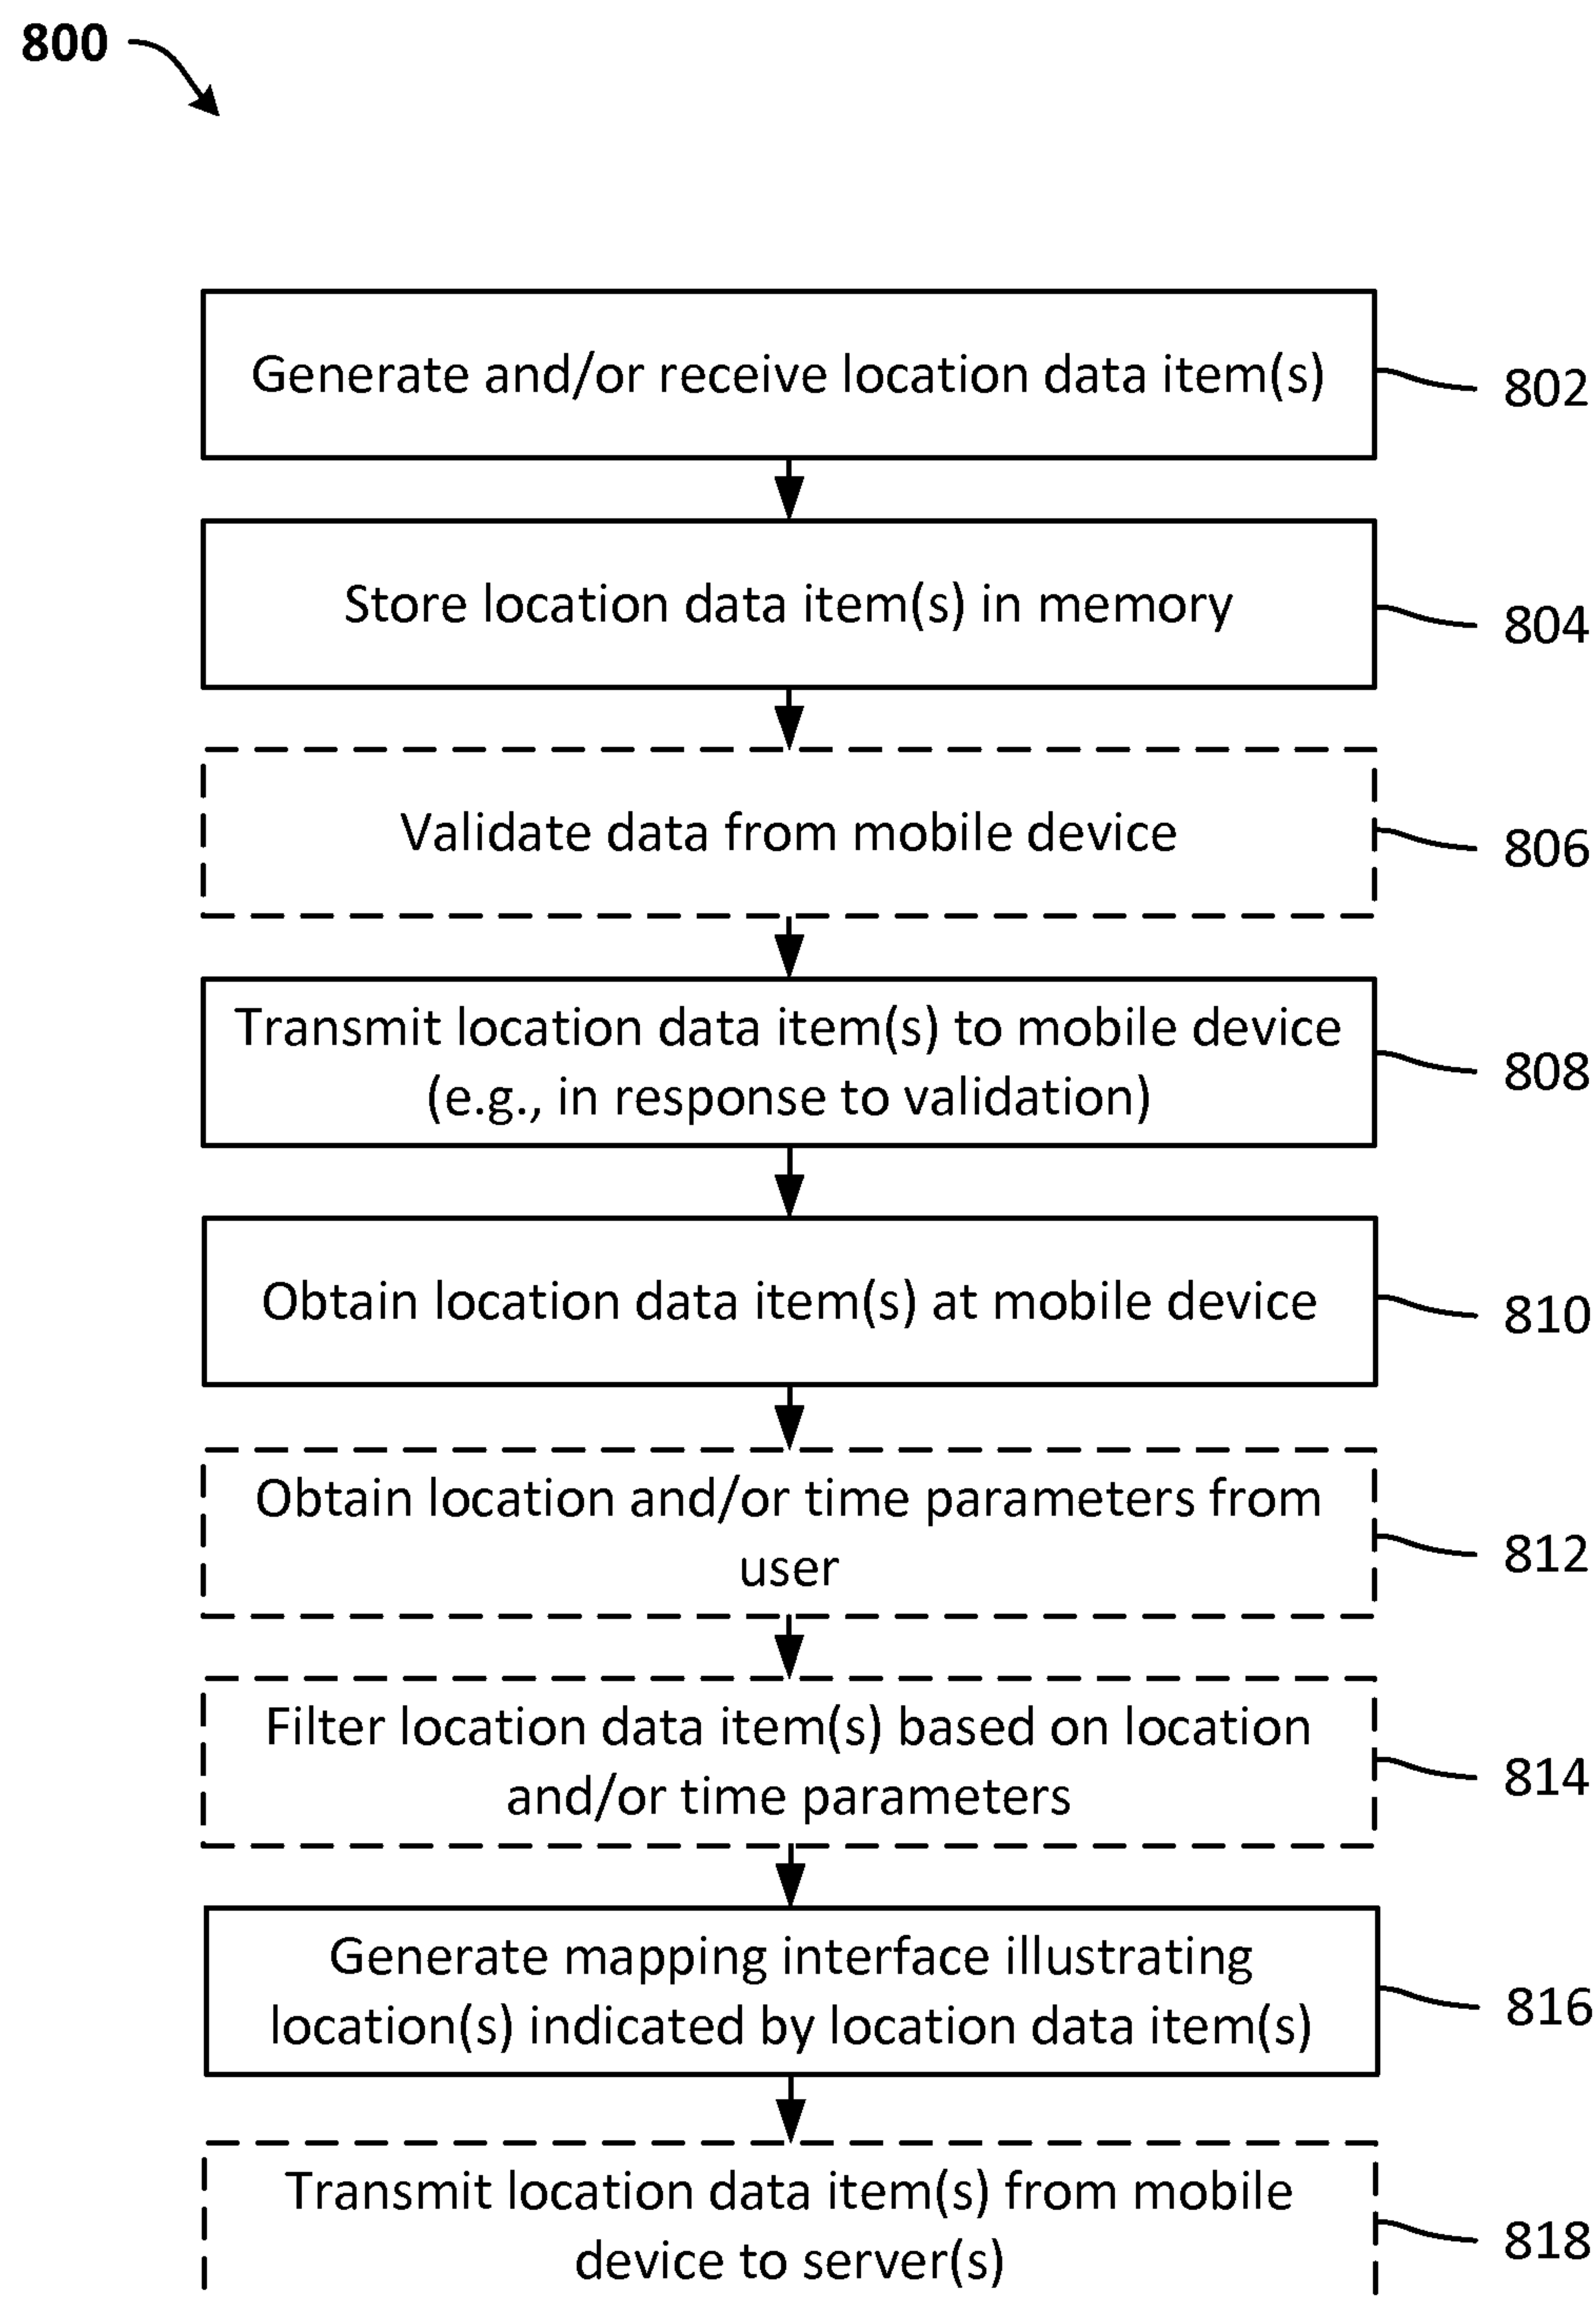 800
Generate and/or receive location data item(s)
802
Store location data item(s) in memory
804
Validate data from mobile device
806
Transmit location data item(s) to mobile device
(e.g., in response to validation)
808
Obtain location data item(s) at mobile device
810
Obtain location and/or time parameters from
user
812
Filter location data item(s) based on location
and/or time parameters
814
Generate mapping interface illustrating
location(s) indicated by location data item(s)
816
Transmit location data item(s) from mobile
device to server(s)
818